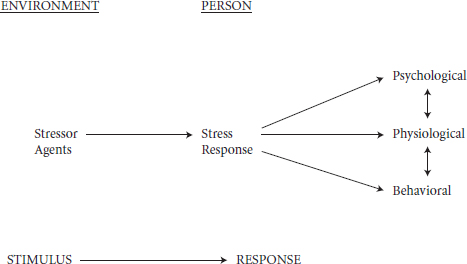 ENVIRONMENT
PERSON
Psychological
Stressor
Agents
Stress
Response
Physiological
Behavioral
STIMULUS
RESPONSE